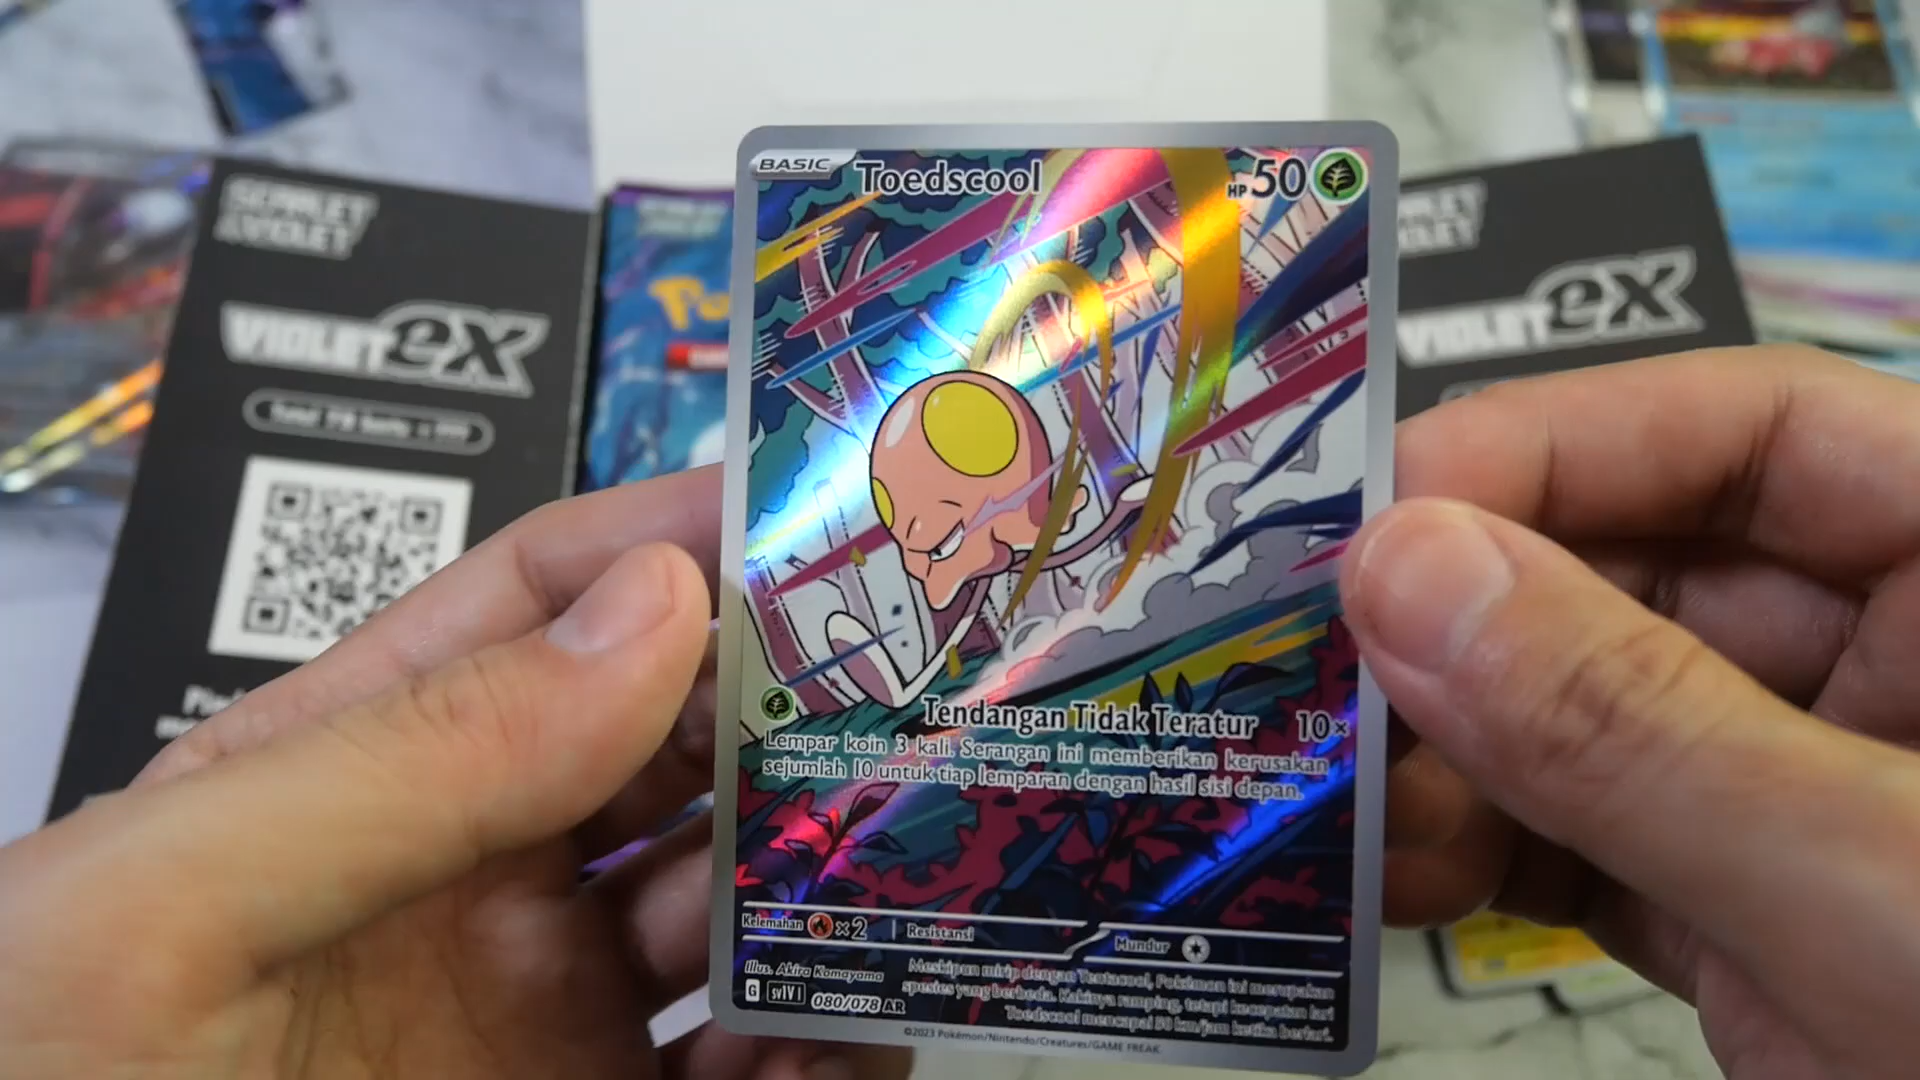 BASIC Toedscool HP 50
Tendangan Tidak Teratur 10×
Lempar koin 3 kali. Serangan ini memberikan kerusakan
sejumlah 10 untuk tiap lemparan dengan hasil sisi depan.
Kelemahan ×2 Resistansi Mundur
Illus. Akira Komayama
Meskipun mirip dengan Tentacool, Pokémon ini merupakan
spesies yang berbeda. Kakinya ramping, tetapi kecepatan lari
Toedscool mencapai 50 km/jam ketika berlari.
G sv1V I 080/078 AR
©2023 Pokémon/Nintendo/Creatures/GAME FREAK
SCARLET
& VIOLET
VIOLET ex
VIOLET ex